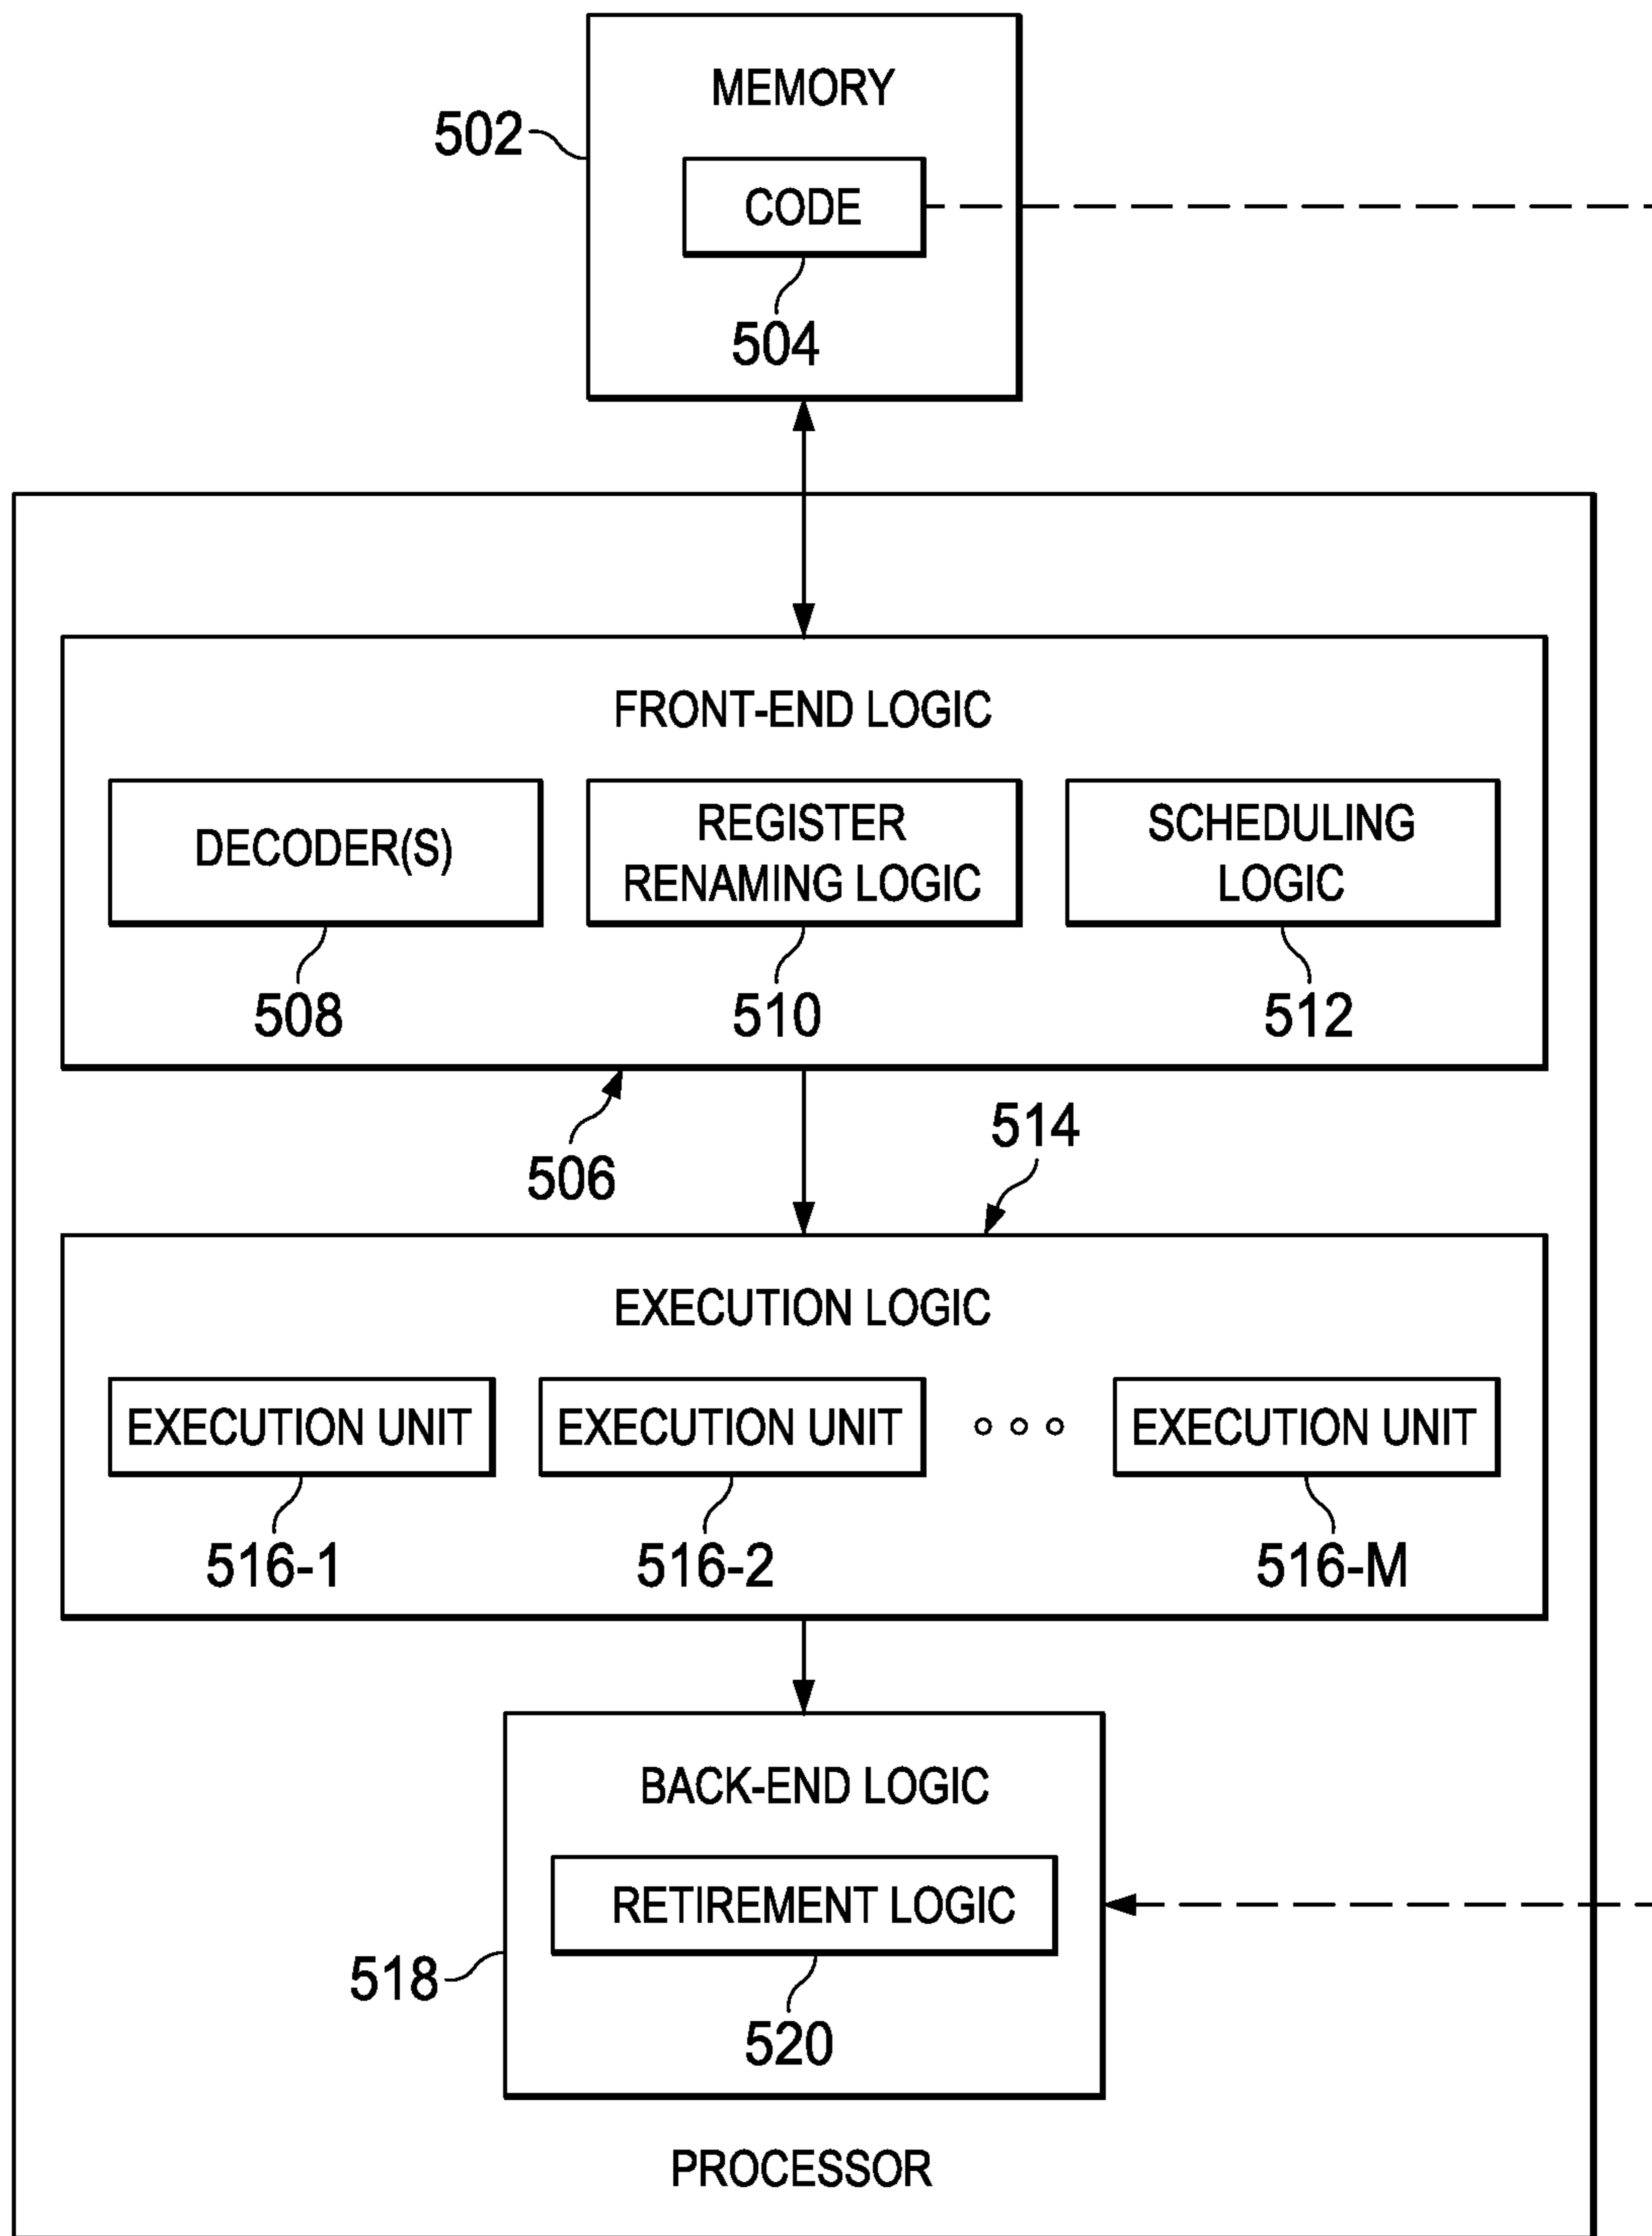 MEMORY
502
CODE
504
FRONT-END LOGIC
DECODER(S)
REGISTER
RENAMING LOGIC
SCHEDULING
LOGIC
508
510
512
506
514
EXECUTION LOGIC
EXECUTION UNIT
EXECUTION UNIT
EXECUTION UNIT
516-1
516-2
516-M
BACK-END LOGIC
RETIREMENT LOGIC
518
520
PROCESSOR